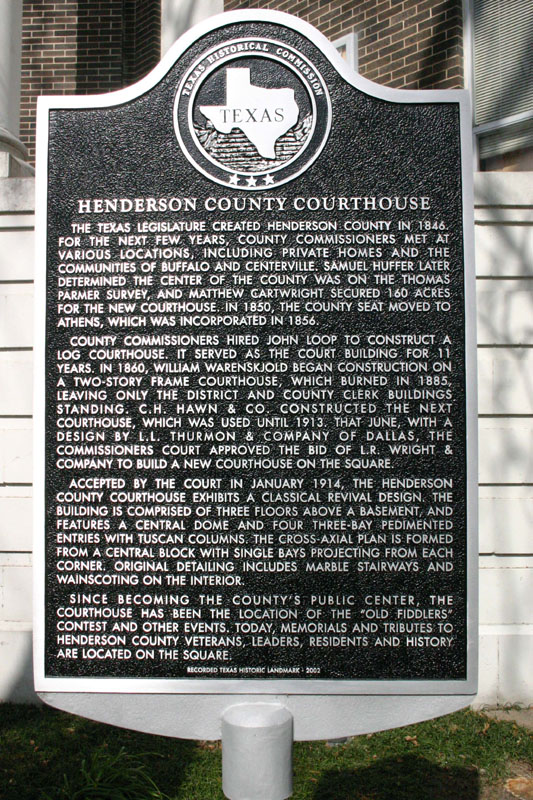 TEXAS HISTORICAL COMMISSION
TEXAS
HENDERSON COUNTY COURTHOUSE
THE TEXAS LEGISLATURE CREATED HENDERSON COUNTY IN 1846.
FOR THE NEXT FEW YEARS, COUNTY COMMISSIONERS MET AT
VARIOUS LOCATIONS, INCLUDING PRIVATE HOMES AND THE
COMMUNITIES OF BUFFALO AND CENTERVILLE. SAMUEL HUFFER LATER
DETERMINED THE CENTER OF THE COUNTY WAS ON THE THOMAS
PARMER SURVEY, AND MATTHEW CARTWRIGHT SECURED 160 ACRES
FOR THE NEW COURTHOUSE. IN 1850, THE COUNTY SEAT MOVED TO
ATHENS, WHICH WAS INCORPORATED IN 1856.
COUNTY COMMISSIONERS HIRED JOHN LOOP TO CONSTRUCT A
LOG COURTHOUSE. IT SERVED AS THE COURT BUILDING FOR 11
YEARS. IN 1860, WILLIAM WARENSKJOLD BEGAN CONSTRUCTION ON
A TWO-STORY FRAME COURTHOUSE, WHICH BURNED IN 1885,
LEAVING ONLY THE DISTRICT AND COUNTY CLERK BUILDINGS
STANDING. C.H. HAWN & CO. CONSTRUCTED THE NEXT
COURTHOUSE, WHICH WAS USED UNTIL 1913. THAT JUNE, WITH A
DESIGN BY L.L. THURMON & COMPANY OF DALLAS, THE
COMMISSIONERS COURT APPROVED THE BID OF L.R. WRIGHT &
COMPANY TO BUILD A NEW COURTHOUSE ON THE SQUARE.
ACCEPTED BY THE COURT IN JANUARY 1914, THE HENDERSON
COUNTY COURTHOUSE EXHIBITS A CLASSICAL REVIVAL DESIGN. THE
BUILDING IS COMPRISED OF THREE FLOORS ABOVE A BASEMENT, AND
FEATURES A CENTRAL DOME AND FOUR THREE-BAY PEDIMENTED
ENTRIES WITH TUSCAN COLUMNS. THE CROSS-AXIAL PLAN IS FORMED
FROM A CENTRAL BLOCK WITH SINGLE BAYS PROJECTING FROM EACH
CORNER. ORIGINAL DETAILING INCLUDES MARBLE STAIRWAYS AND
WAINSCOTING ON THE INTERIOR.
SINCE BECOMING THE COUNTY'S PUBLIC CENTER, THE
COURTHOUSE HAS BEEN THE LOCATION OF THE "OLD FIDDLERS"
CONTEST AND OTHER EVENTS. TODAY, MEMORIALS AND TRIBUTES TO
HENDERSON COUNTY VETERANS, LEADERS, RESIDENTS AND HISTORY
ARE LOCATED ON THE SQUARE.
RECORDED TEXAS HISTORIC LANDMARK - 2002